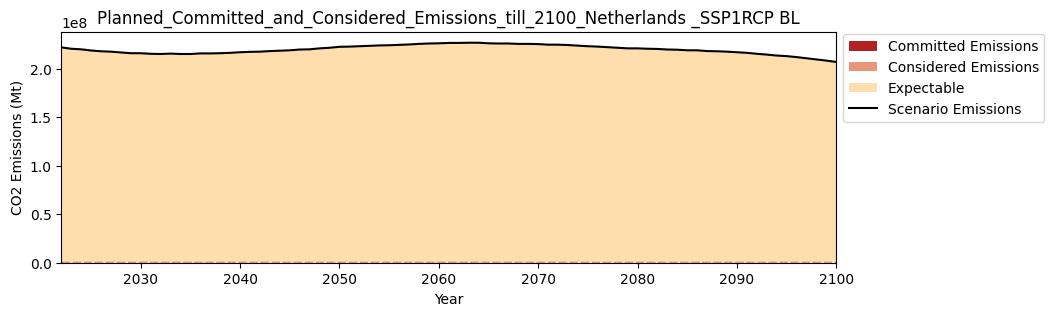 Planned_Committed_and_Considered_Emissions_till_2100_Netherlands _SSP1RCP BL
1e8
2.0
1.5
1.0
0.5
0.0
CO2 Emissions (Mt)
2030 2040 2050 2060 2070 2080 2090 2100
Year
Committed Emissions
Considered Emissions
Expectable
Scenario Emissions